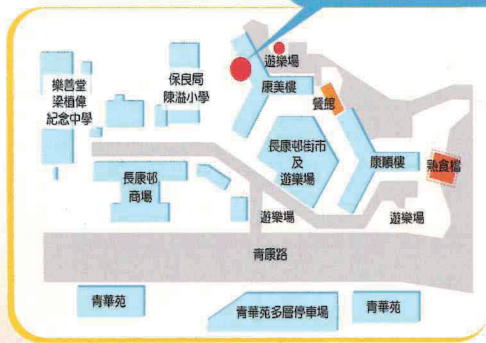 樂善堂
梁植偉
紀念中學
保良局
陳溢小學
遊樂場
康美樓
餐館
長康邨街市
及
遊樂場
康順樓
熟食檔
長康邨
商場
遊樂場
遊樂場
青康路
青華苑
青華苑多層停車場
青華苑